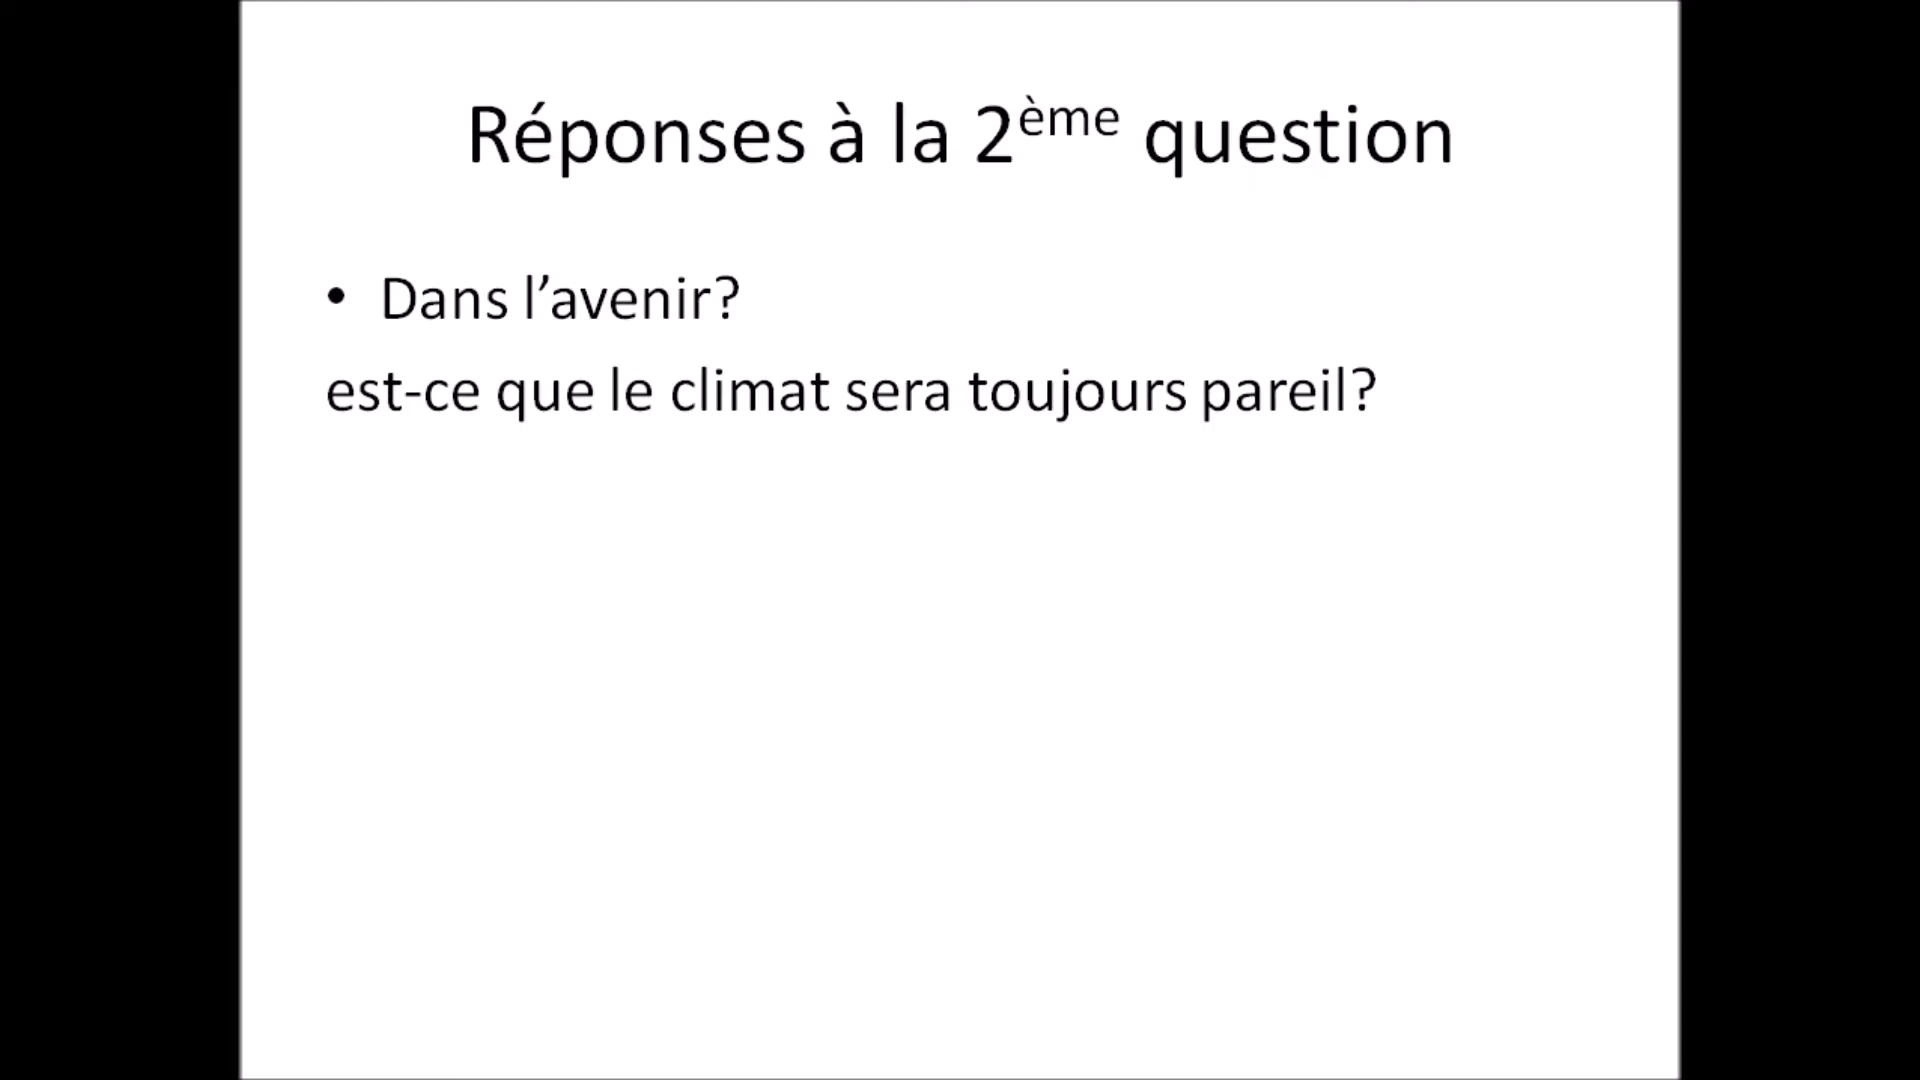 Réponses à la 2ème question
• Dans l’avenir?
est-ce que le climat sera toujours pareil?